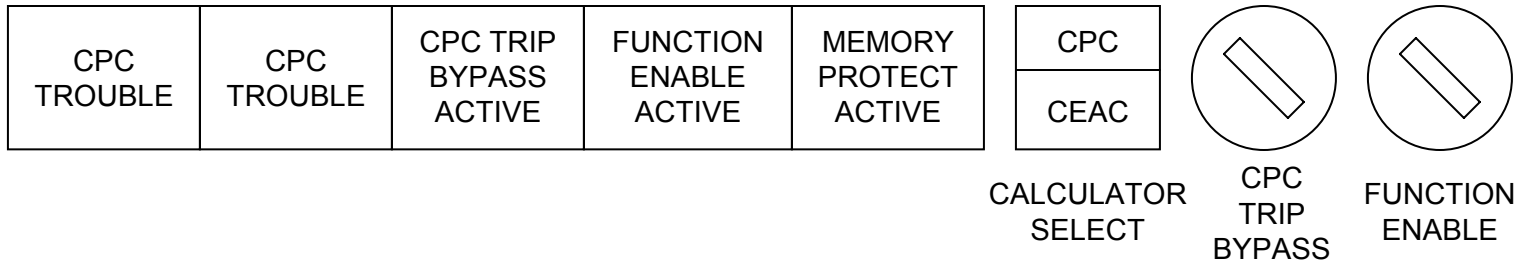 CPC
TROUBLE
CPC
TROUBLE
CPC TRIP
BYPASS
ACTIVE
FUNCTION
ENABLE
ACTIVE
MEMORY
PROTECT
ACTIVE
CPC
CEAC
CALCULATOR
SELECT
CPC
TRIP
BYPASS
FUNCTION
ENABLE